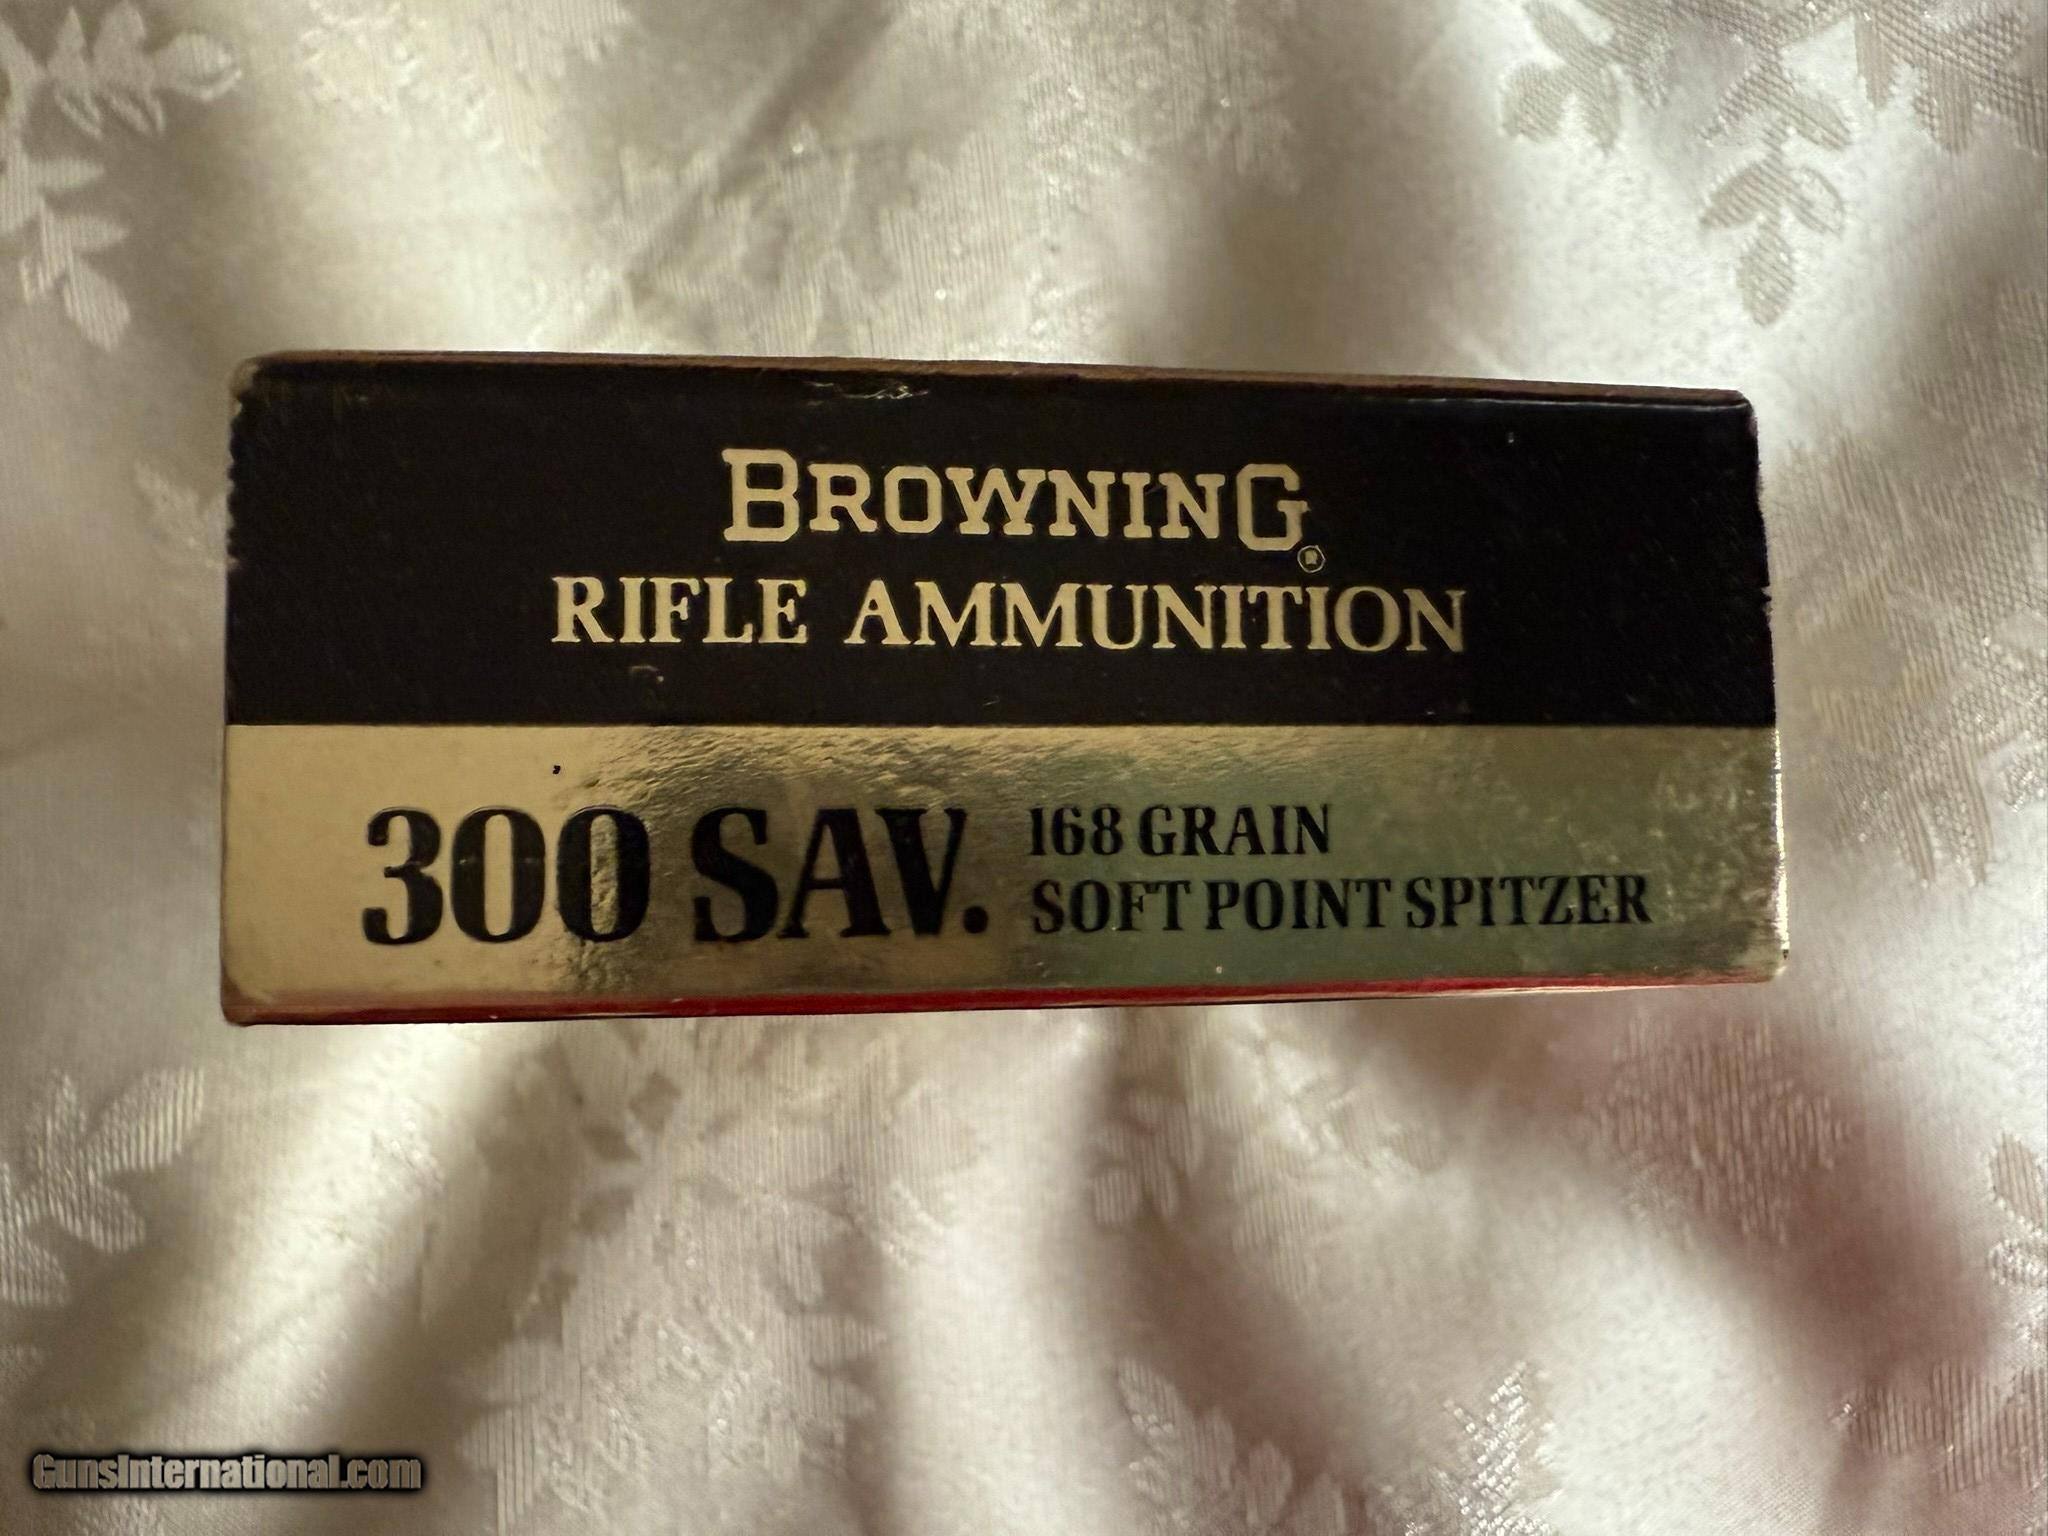 BROWNING®
RIFLE AMMUNITION
300 SAV.
168 GRAIN
SOFT POINT SPITZER
GunsInternational.com